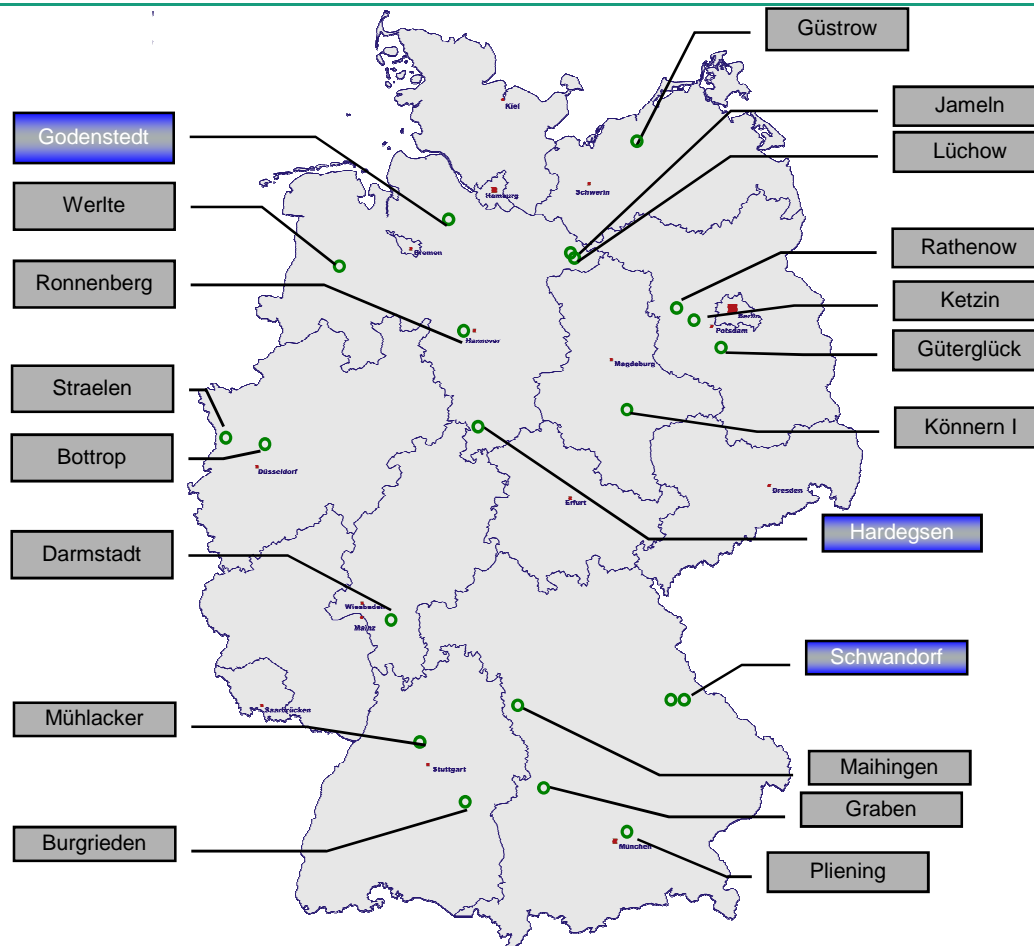 Güstrow
Jameln
Godenstedt
Lüchow
Werlte
Ronnenberg
Rathenow
Ketzin
Güterglück
Straelen
Bottrop
Könnern I
Darmstadt
Hardegsen
Schwandorf
Mühlacker
Maihingen
Graben
Burgrieden
Pliening
Kiel
Hamburg
Schwerin
Bremen
Berlin
Potsdam
Hannover
Magdeburg
Düsseldorf
Erfurt
Dresden
Wiesbaden
Mainz
Saarbrücken
Stuttgart
München